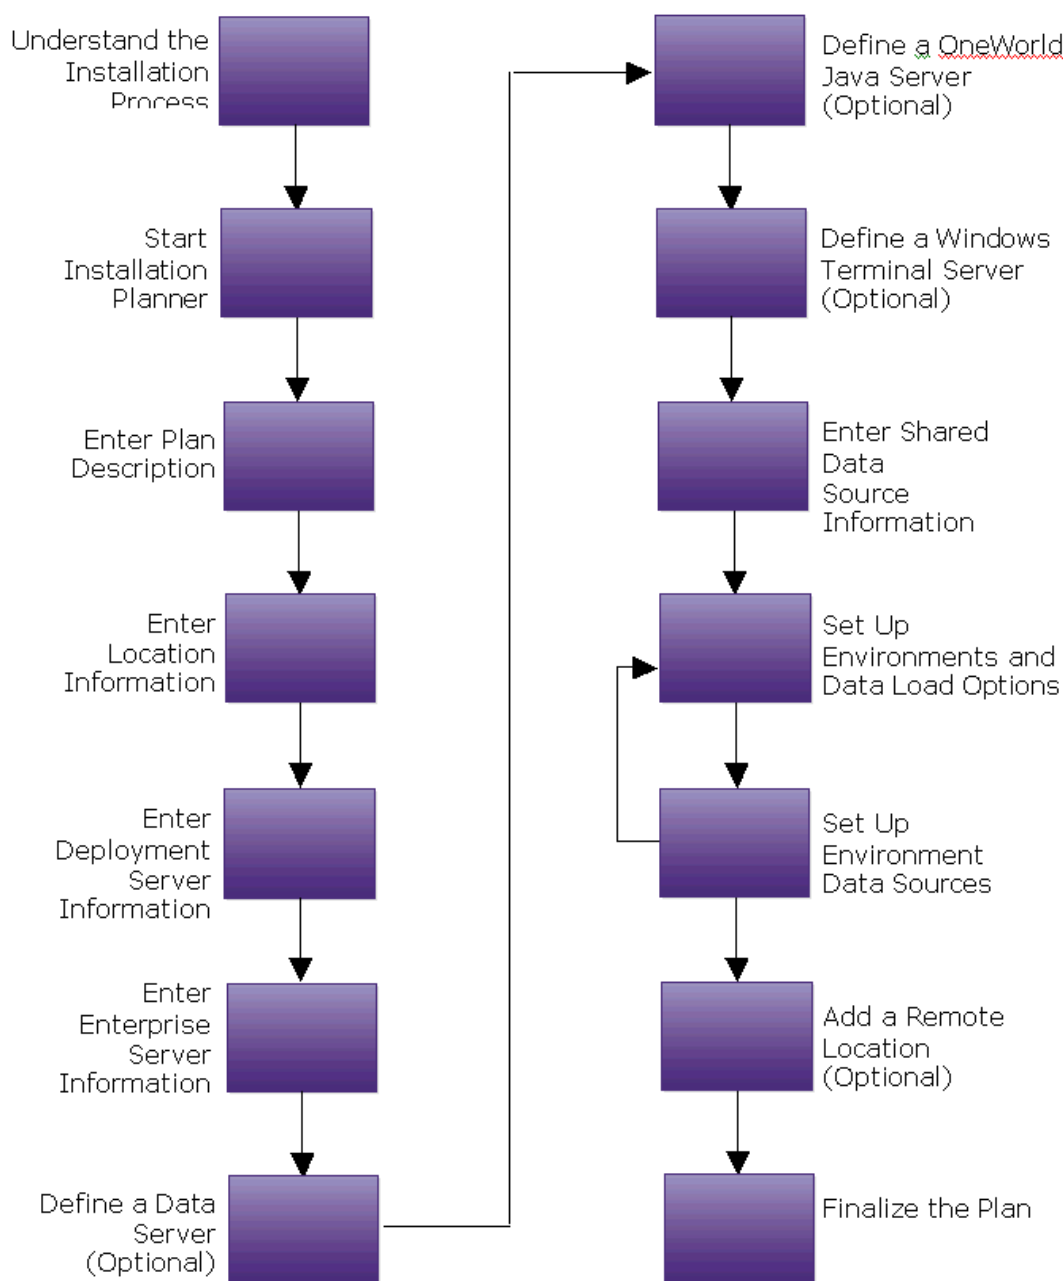 Understand the
Installation
Process
Start
Installation
Planner
Enter Plan
Description
Enter
Location
Information
Enter
Deployment
Server
Information
Enter
Enterprise
Server
Information
Define a Data
Server
(Optional)
Define a OneWorld
Java Server
(Optional)
Define a Windows
Terminal Server
(Optional)
Enter Shared
Data
Source
Information
Set Up
Environments and
Data Load Options
Set Up
Environment
Data Sources
Add a Remote
Location
(Optional)
Finalize the Plan